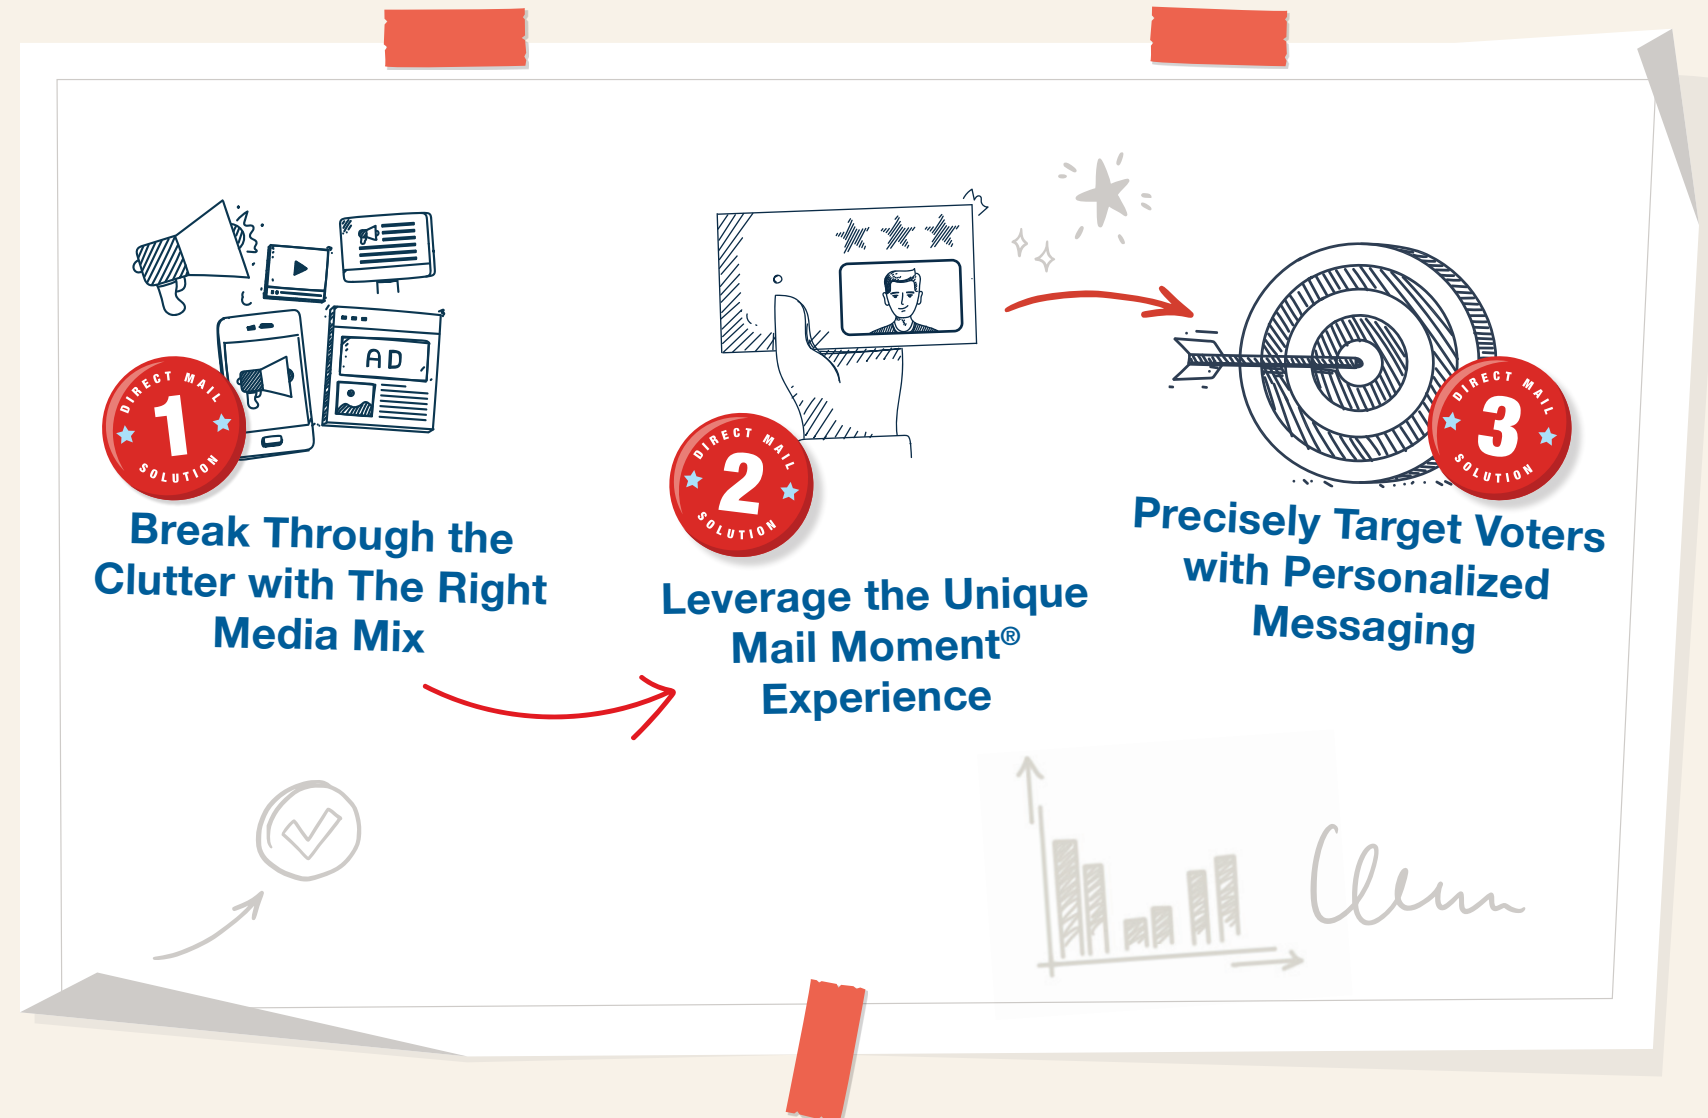 AD
DIRECT MAIL
1
SOLUTION
Break Through the
Clutter with The Right
Media Mix
DIRECT MAIL
2
SOLUTION
Leverage the Unique
Mail Moment®
Experience
DIRECT MAIL
3
SOLUTION
Precisely Target Voters
with Personalized
Messaging